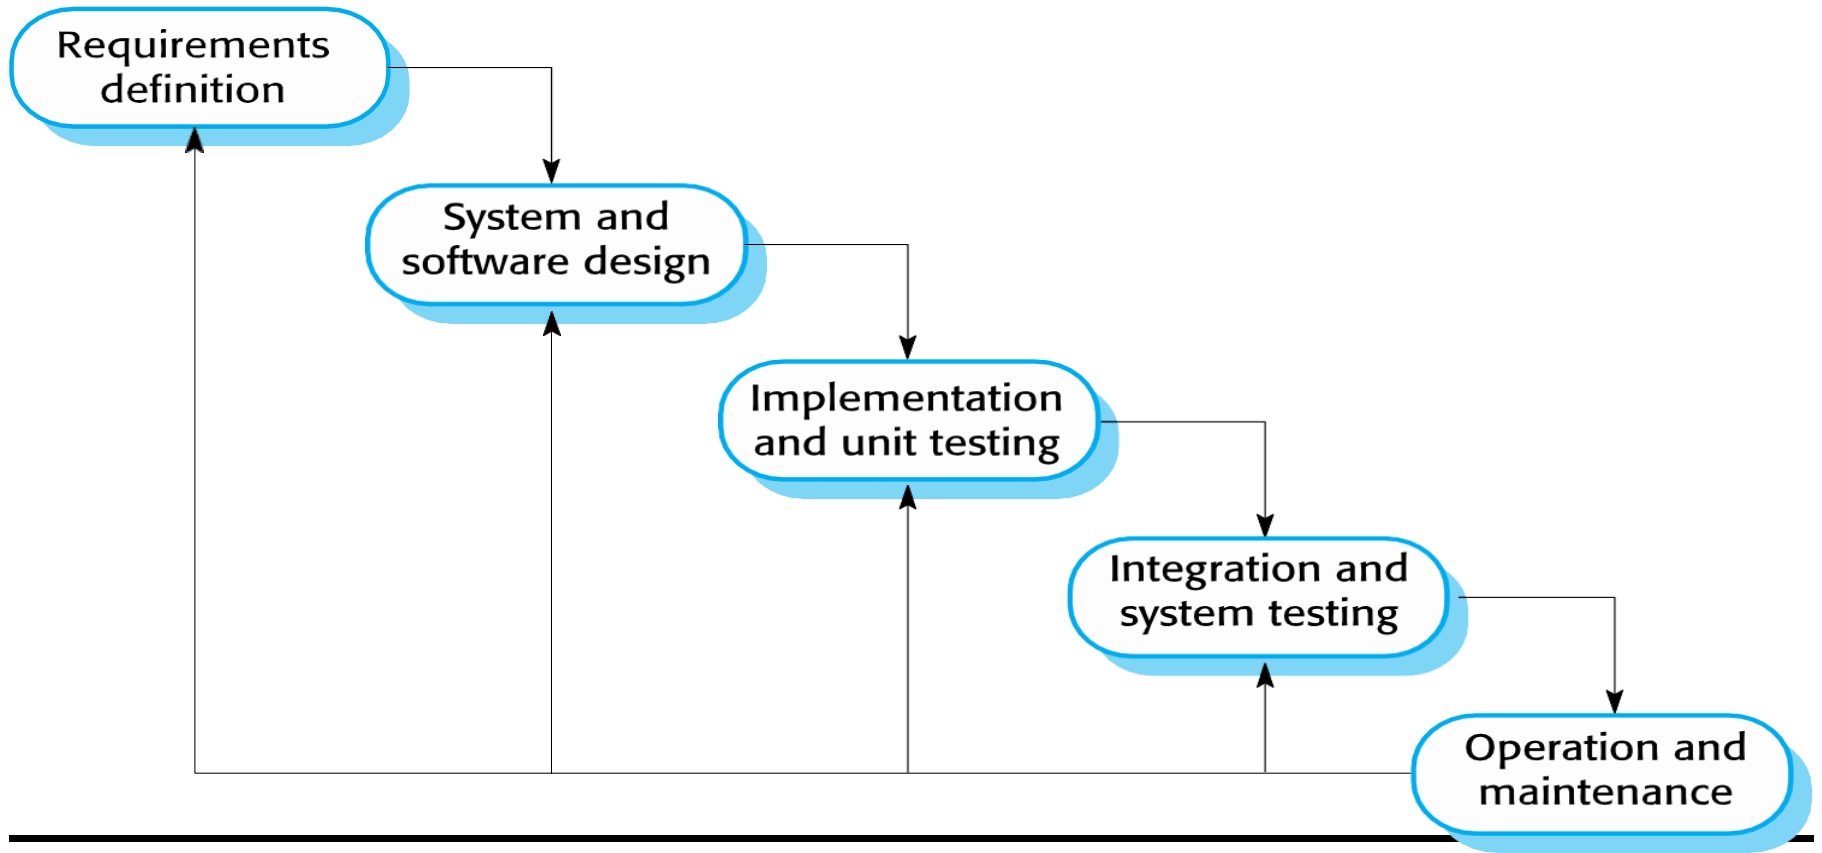 Requirements
definition
System and
software design
Implementation
and unit testing
Integration and
system testing
Operation and
maintenance